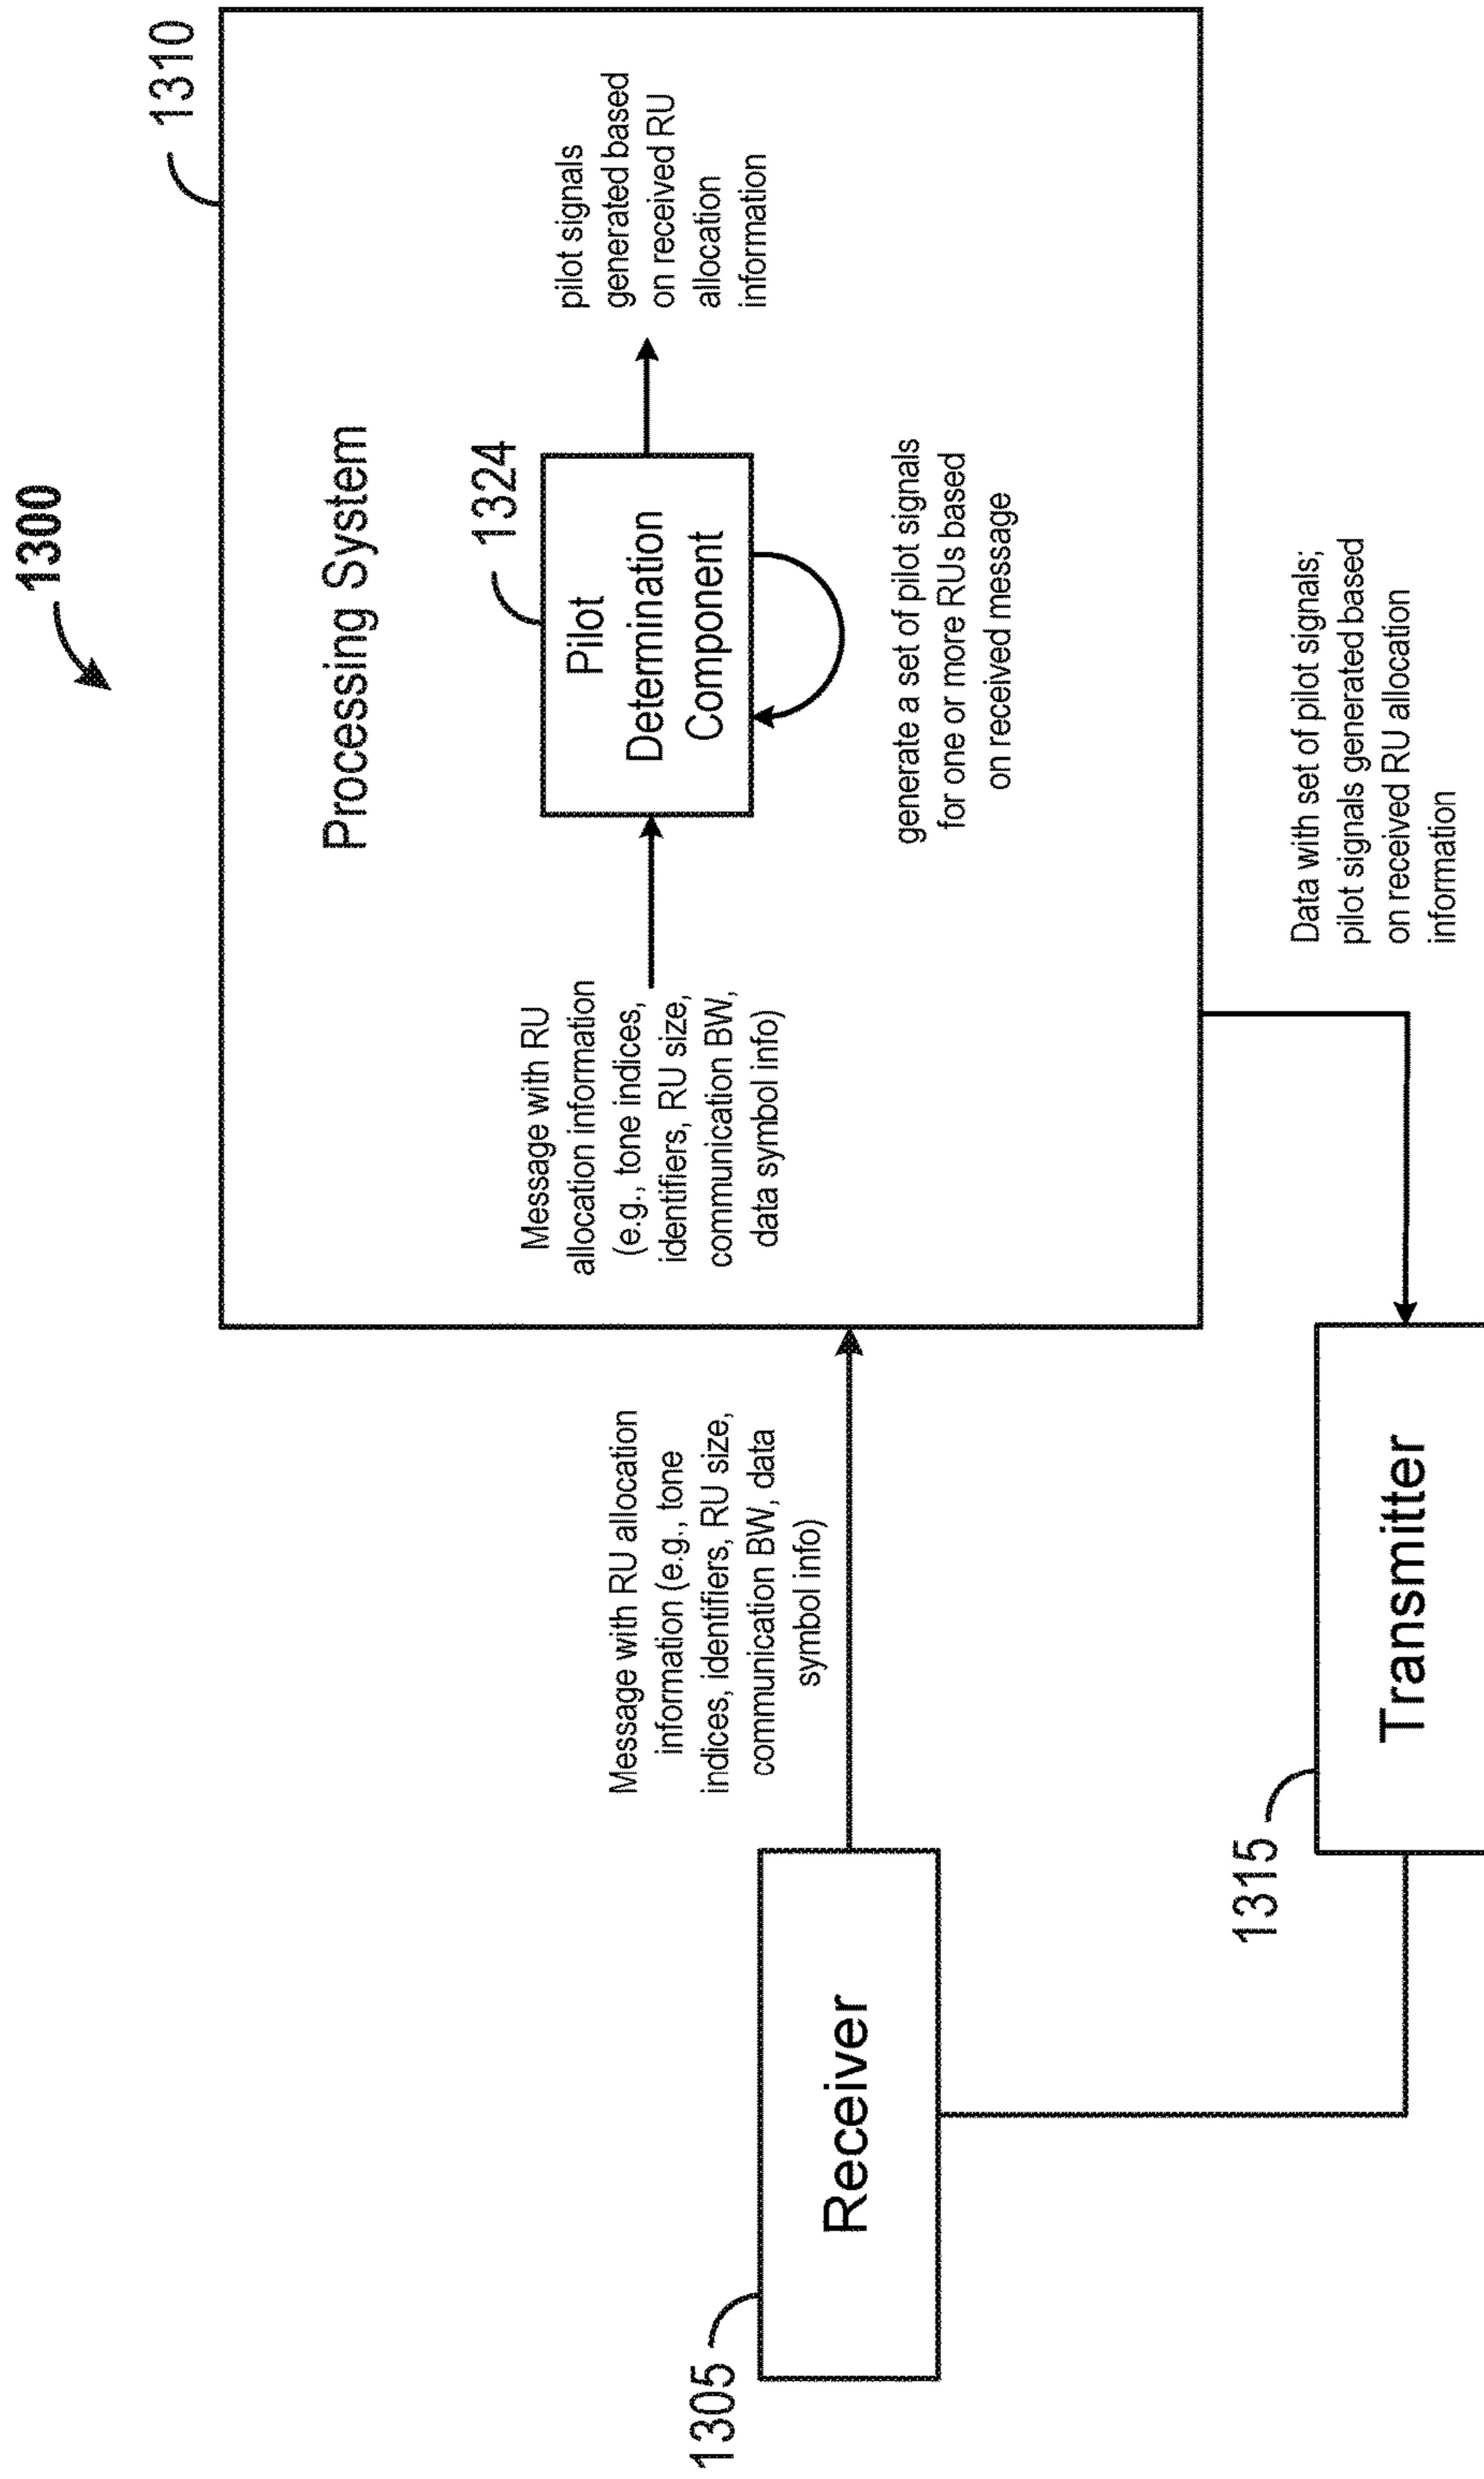 1300
1310
Processing System
1324
Pilot
Determination
Component
Message with RU
allocation information
(e.g., tone indices,
identifiers, RU size,
communication BW,
data symbol info)
pilot signals
generated based
on received RU
allocation
information
generate a set of pilot signals
for one or more RUs based
on received message
Message with RU allocation
information (e.g., tone
indices, identifiers, RU size,
communication BW, data
symbol info)
1305
Receiver
1315
Transmitter
Data with set of pilot signals;
pilot signals generated based
on received RU allocation
information